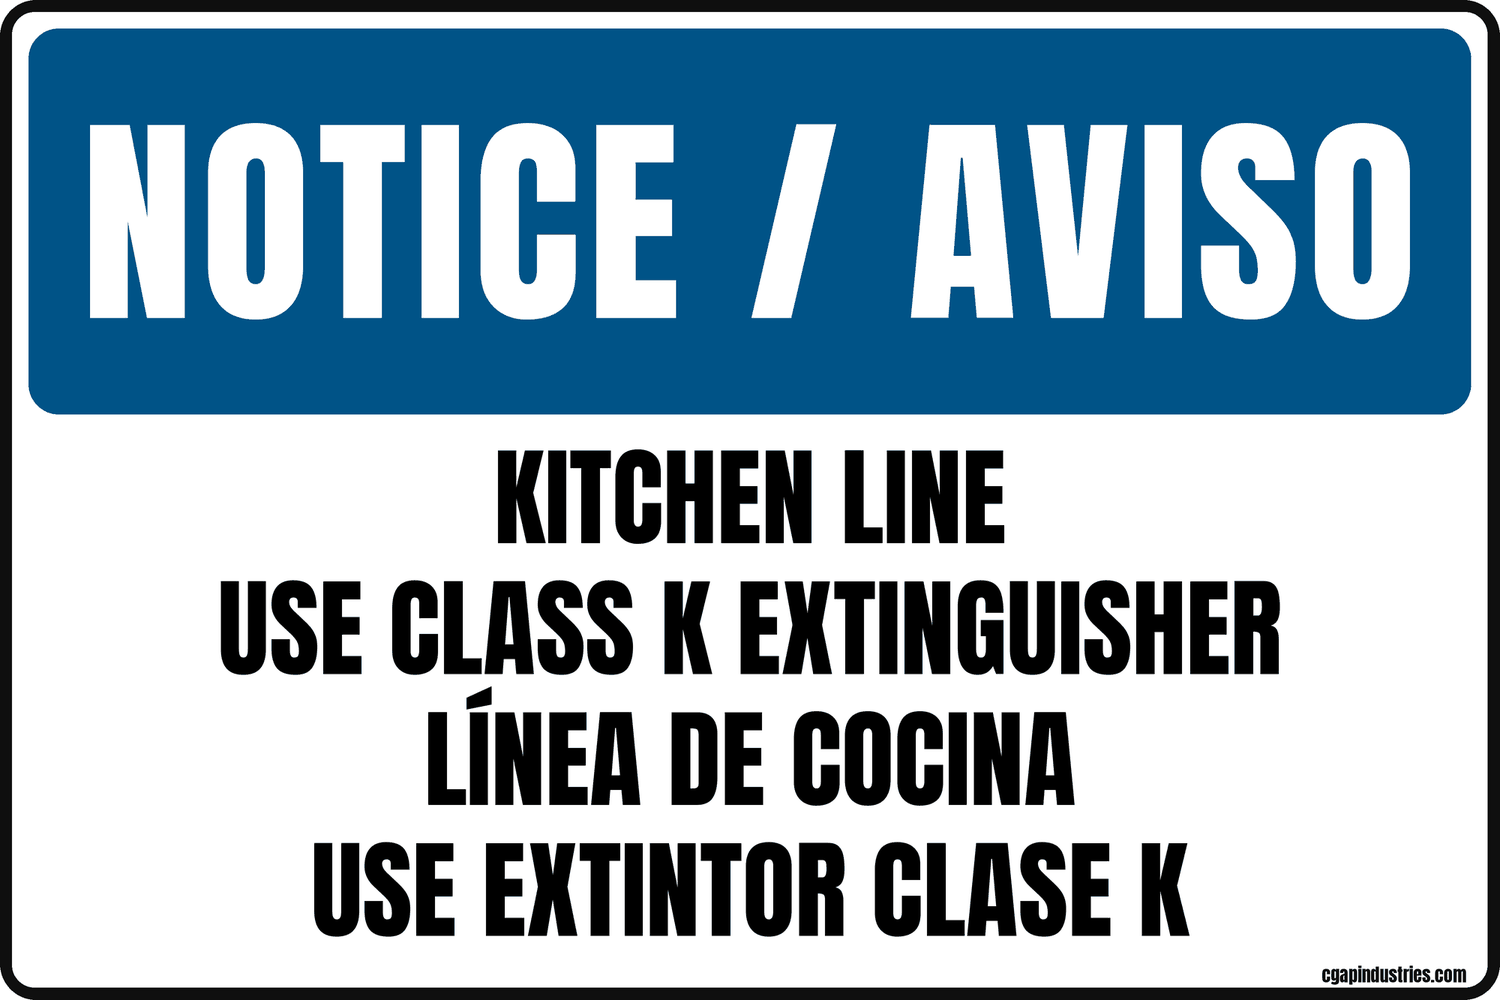 NOTICE / AVISO
KITCHEN LINE
USE CLASS K EXTINGUISHER
LÍNEA DE COCINA
USE EXTINTOR CLASE K
cgapindustries.com